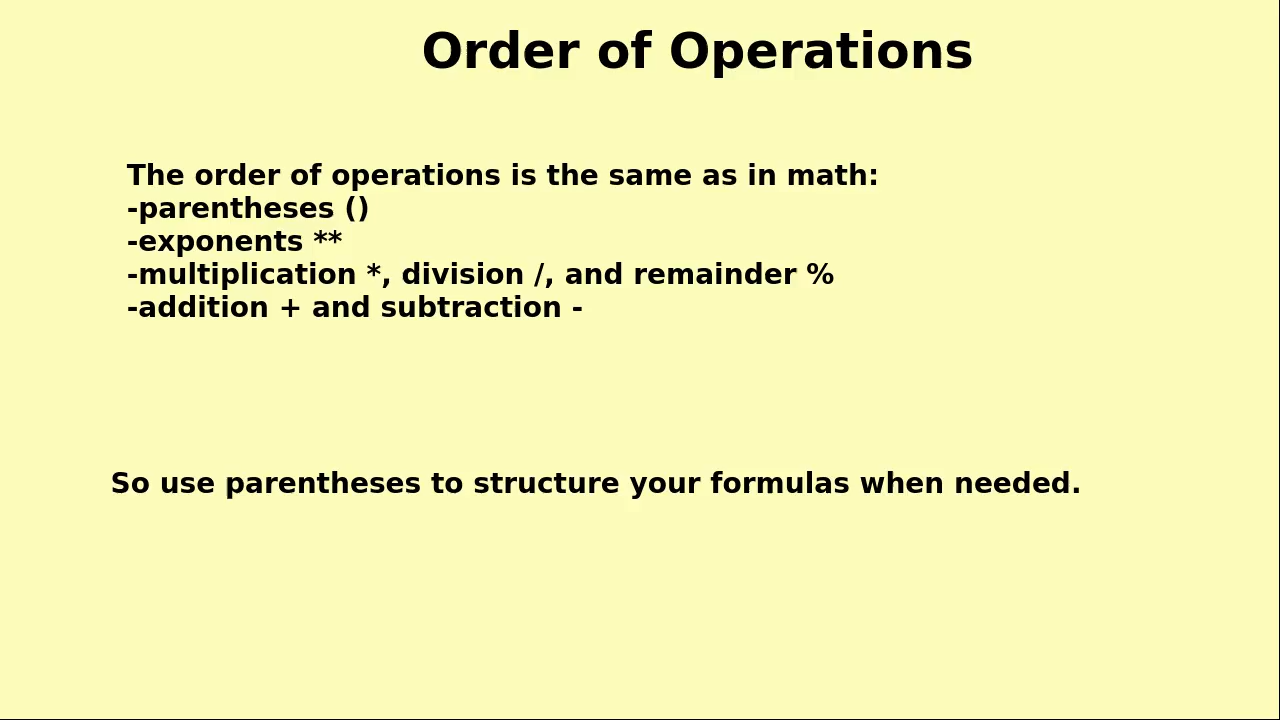 Order of Operations
The order of operations is the same as in math:
-parentheses ()
-exponents **
-multiplication *, division /, and remainder %
-addition + and subtraction -
So use parentheses to structure your formulas when needed.